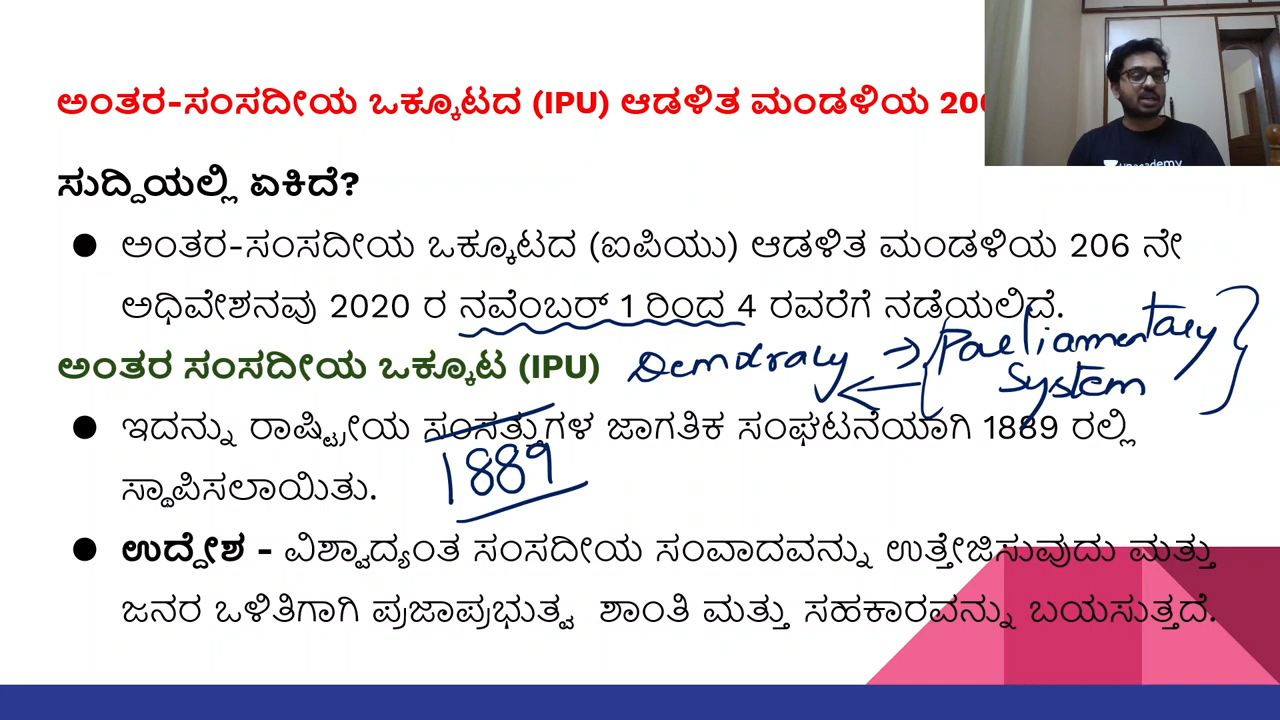 ಅಂತರ-ಸಂಸದೀಯ ಒಕ್ಕೂಟದ (IPU) ಆಡಳಿತ ಮಂಡಳಿಯ 206
ಸುದ್ದಿಯಲ್ಲಿ ಏಕಿದೆ?
● ಅಂತರ-ಸಂಸದೀಯ ಒಕ್ಕೂಟದ (ಐಪಿಯು) ಆಡಳಿತ ಮಂಡಳಿಯ 206 ನೇ
ಅಧಿವೇಶನವು 2020 ರ ನವೆಂಬರ್ 1 ರಿಂದ 4 ರವರೆಗೆ ನಡೆಯಲಿದೆ.
ಅಂತರ ಸಂಸದೀಯ ಒಕ್ಕೂಟ (IPU) Democracy → Parliamentary
System
● ಇದನ್ನು ರಾಷ್ಟ್ರೀಯ ಸಂಸತ್ತುಗಳ ಜಾಗತಿಕ ಸಂಘಟನೆಯಾಗಿ 1889 ರಲ್ಲಿ
1889
ಸ್ಥಾಪಿಸಲಾಯಿತು.
● ಉದ್ದೇಶ - ವಿಶ್ವಾದ್ಯಂತ ಸಂಸದೀಯ ಸಂವಾದವನ್ನು ಉತ್ತೇಜಿಸುವುದು ಮತ್ತು
ಜನರ ಒಳಿತಿಗಾಗಿ ಪ್ರಜಾಪ್ರಭುತ್ವ ಶಾಂತಿ ಮತ್ತು ಸಹಕಾರವನ್ನು ಬಯಸುತ್ತದೆ.